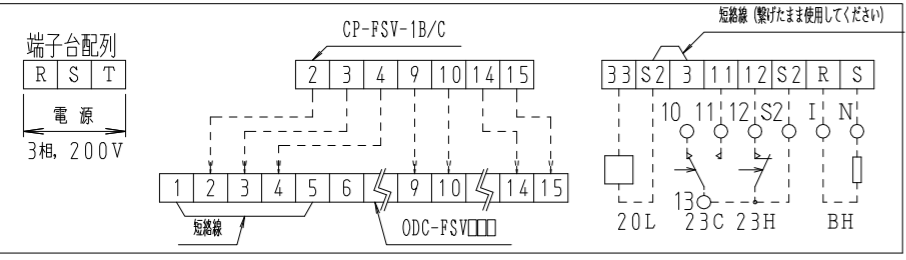 端子台配列
R S T
電源
3相, 200V
CP-FSV-1B/C
2 3 4 9 10 14 15
1 2 3 4 5 6 9 10 14 15
短絡線
ODC-FSV□□□
短絡線 (繋げたまま使用してください)
33 S2 3 11 12 S2 R S
10 11 12 S2 I N
13
20L 23C 23H BH